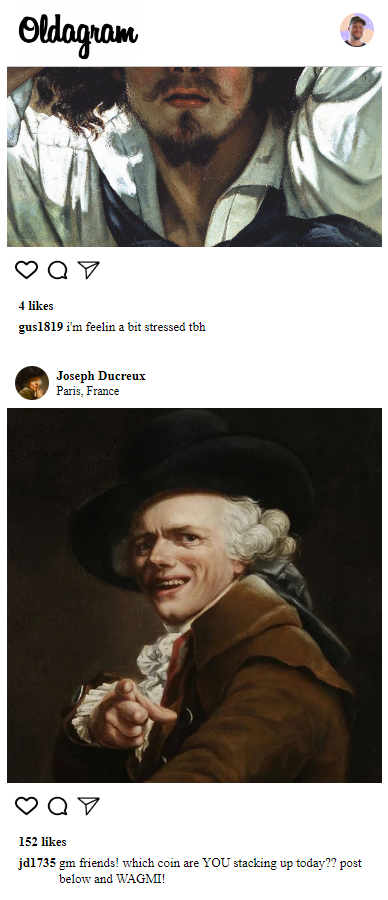 Oldagram
4 likes
gus1819 i'm feelin a bit stressed tbh
Joseph Ducreux
Paris, France
152 likes
jd1735 gm friends! which coin are YOU stacking up today?? post
below and WAGMI!